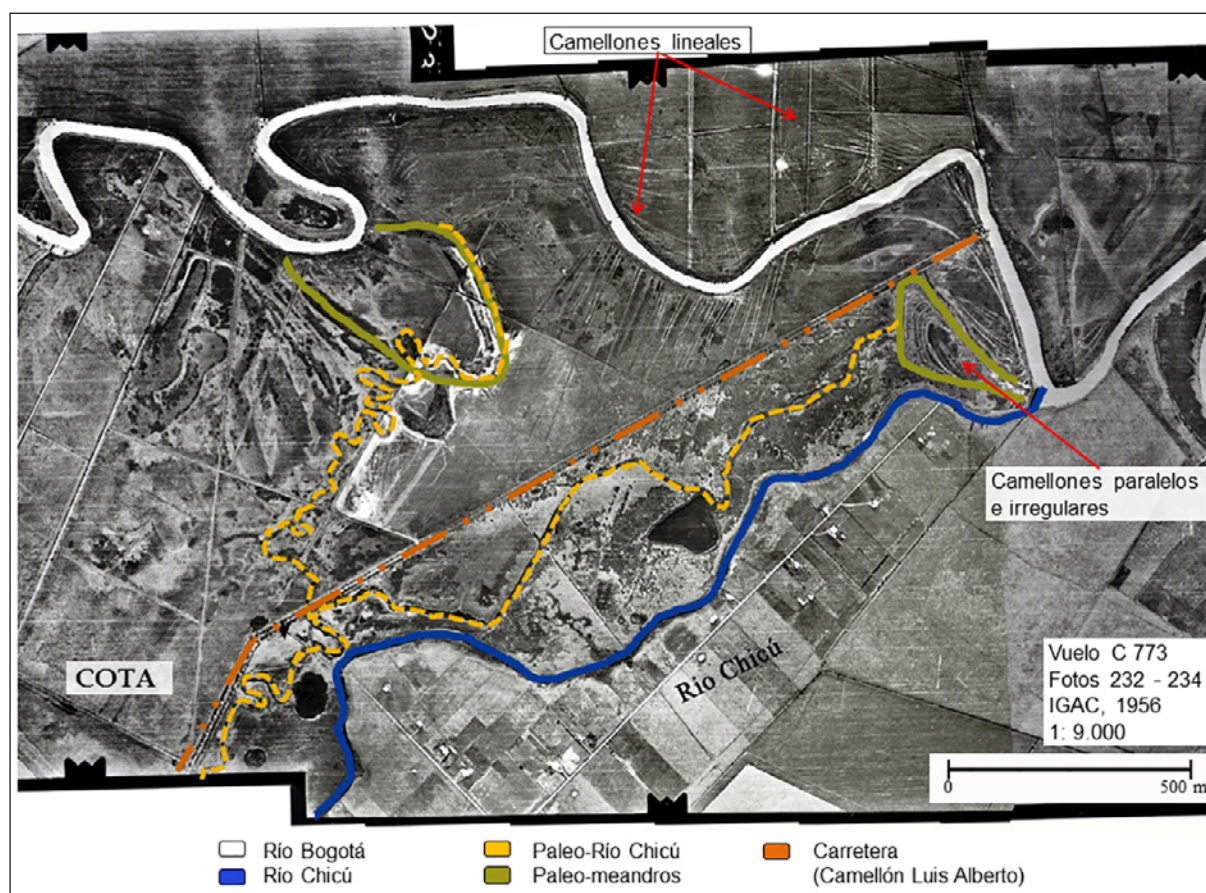 Camellones lineales
Camellones paralelos
e irregulares
COTA
Río Chicú
Vuelo C 773
Fotos 232 - 234
IGAC, 1956
1: 9.000
0 500 m
Río Bogotá
Río Chicú
Paleo-Río Chicú
Paleo-meandros
Carretera
(Camellón Luis Alberto)